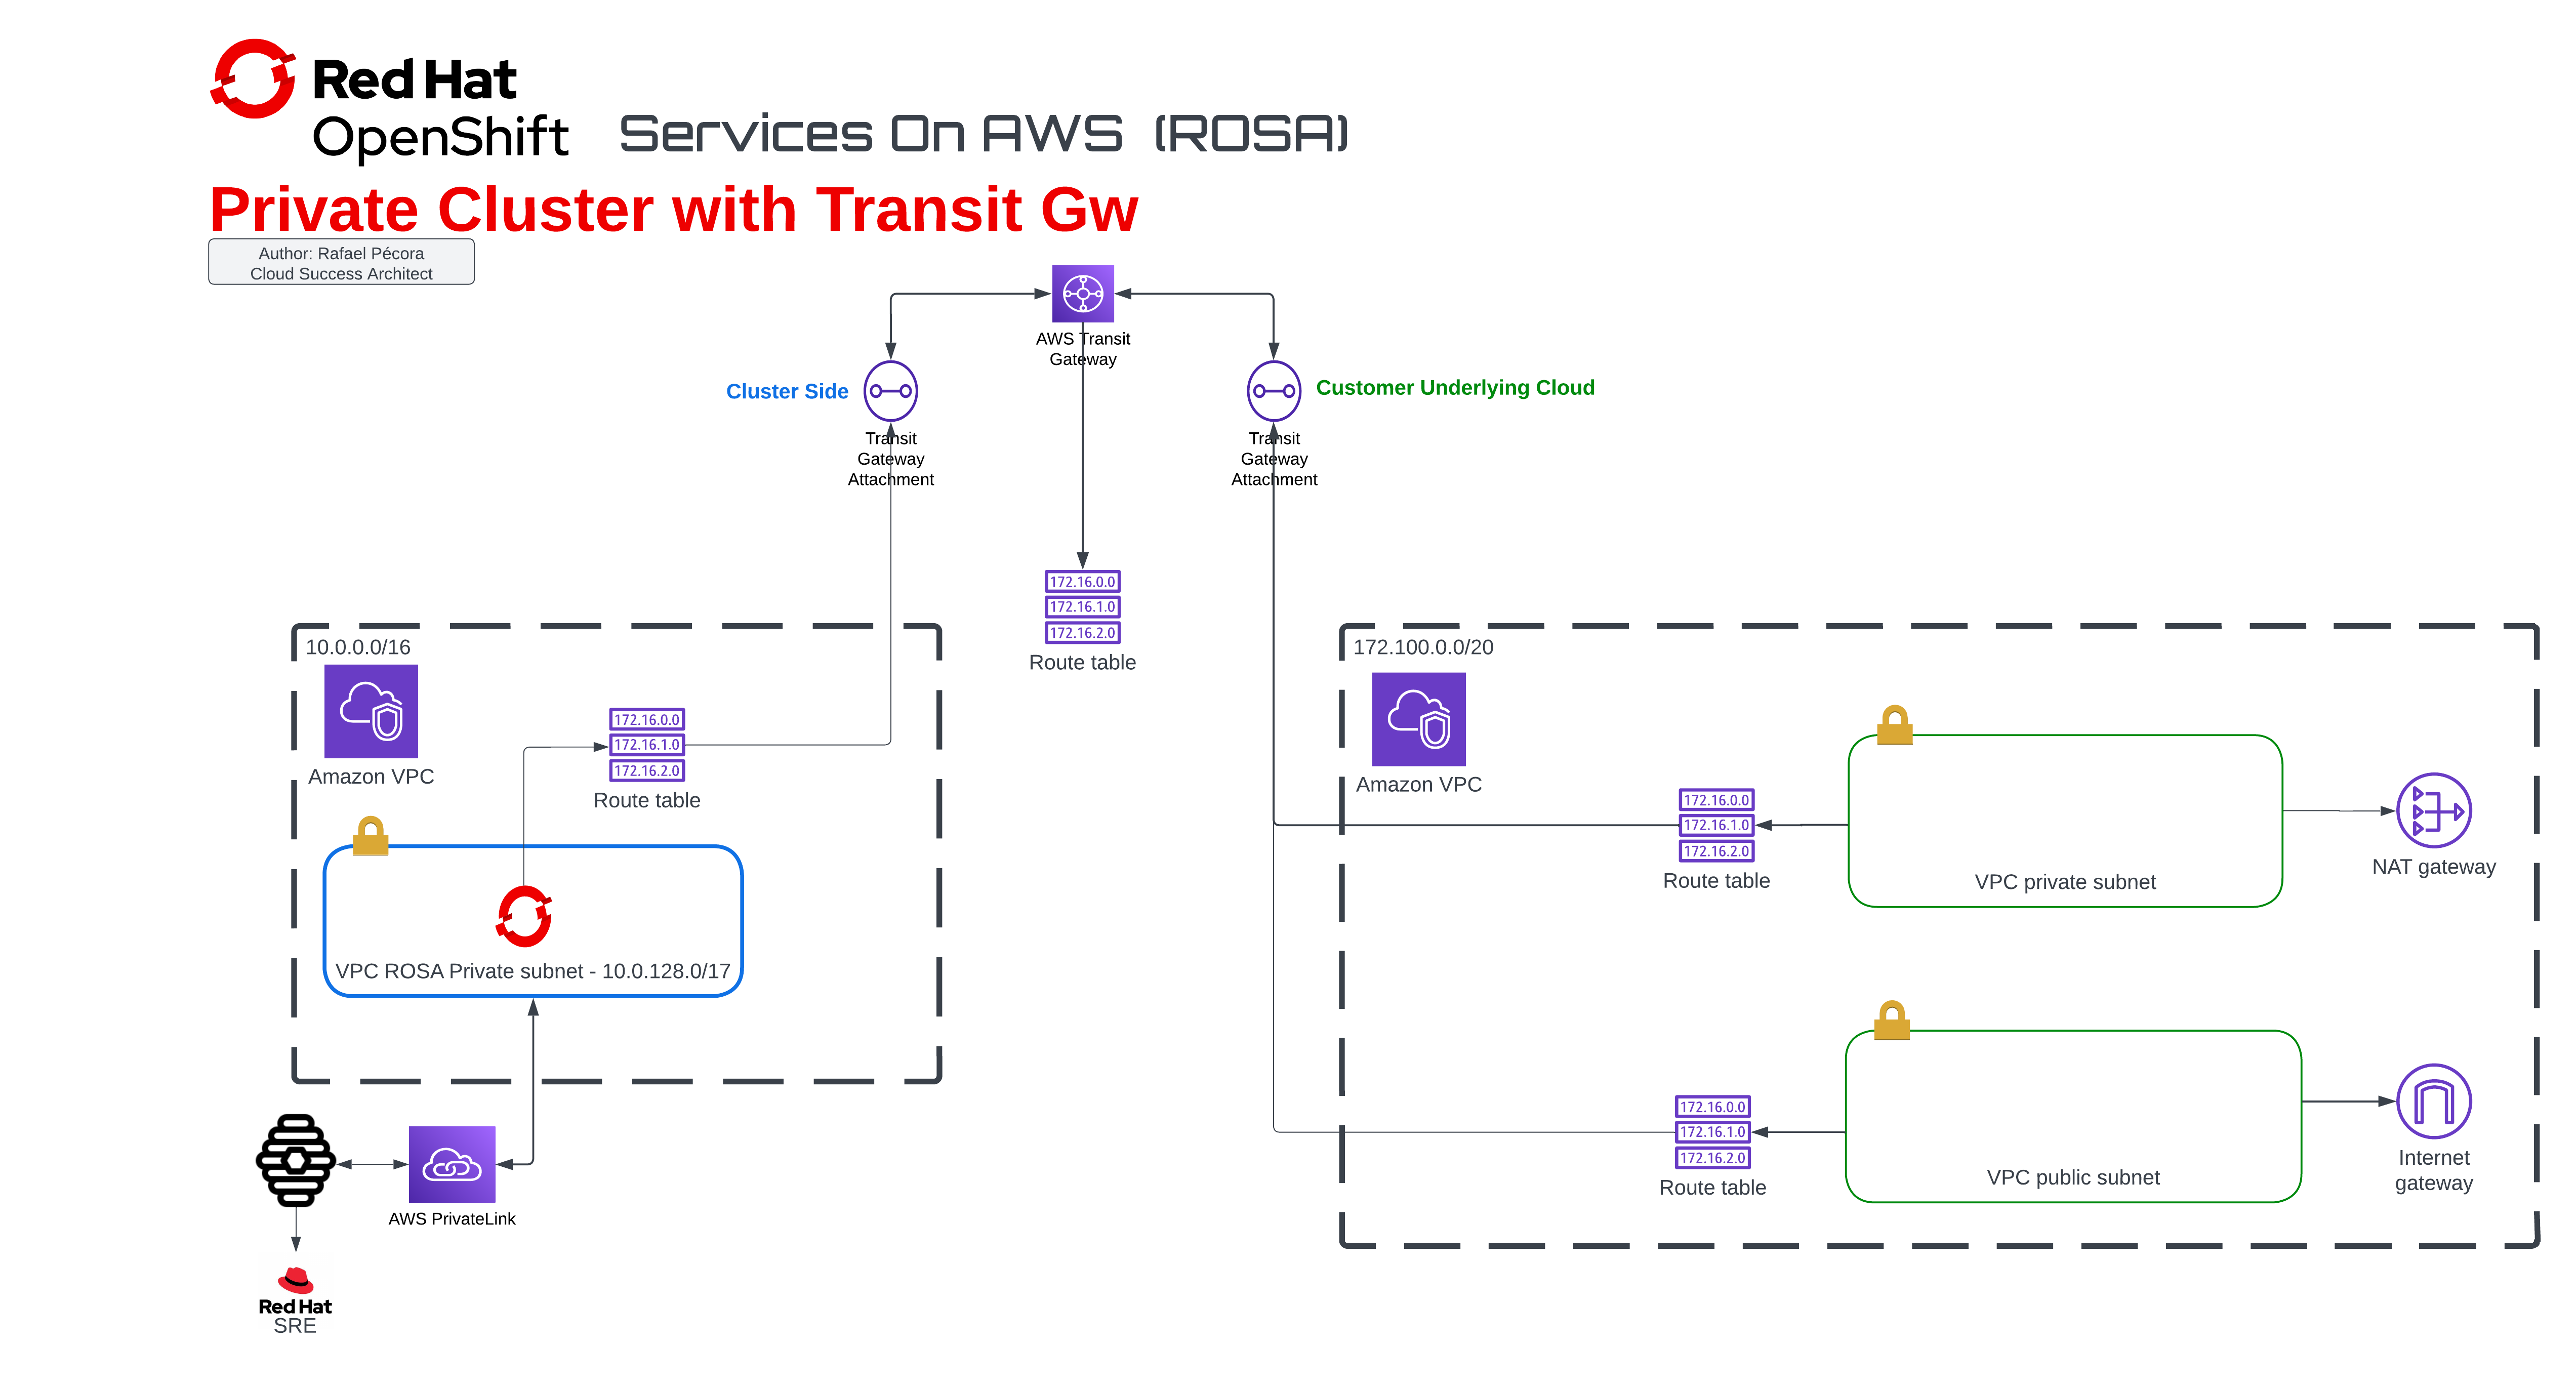 Red Hat
OpenShift
Services On AWS (ROSA)
Private Cluster with Transit Gw
Author: Rafael Pécora
Cloud Success Architect
AWS Transit
Gateway
Cluster Side
Customer Underlying Cloud
Transit
Gateway
Attachment
Transit
Gateway
Attachment
172.16.0.0
172.16.1.0
172.16.2.0
Route table
10.0.0.0/16
Amazon VPC
172.16.0.0
172.16.1.0
172.16.2.0
Route table
VPC ROSA Private subnet - 10.0.128.0/17
AWS PrivateLink
Red Hat
SRE
172.100.0.0/20
Amazon VPC
172.16.0.0
172.16.1.0
172.16.2.0
Route table
VPC private subnet
NAT gateway
172.16.0.0
172.16.1.0
172.16.2.0
Route table
VPC public subnet
Internet
gateway